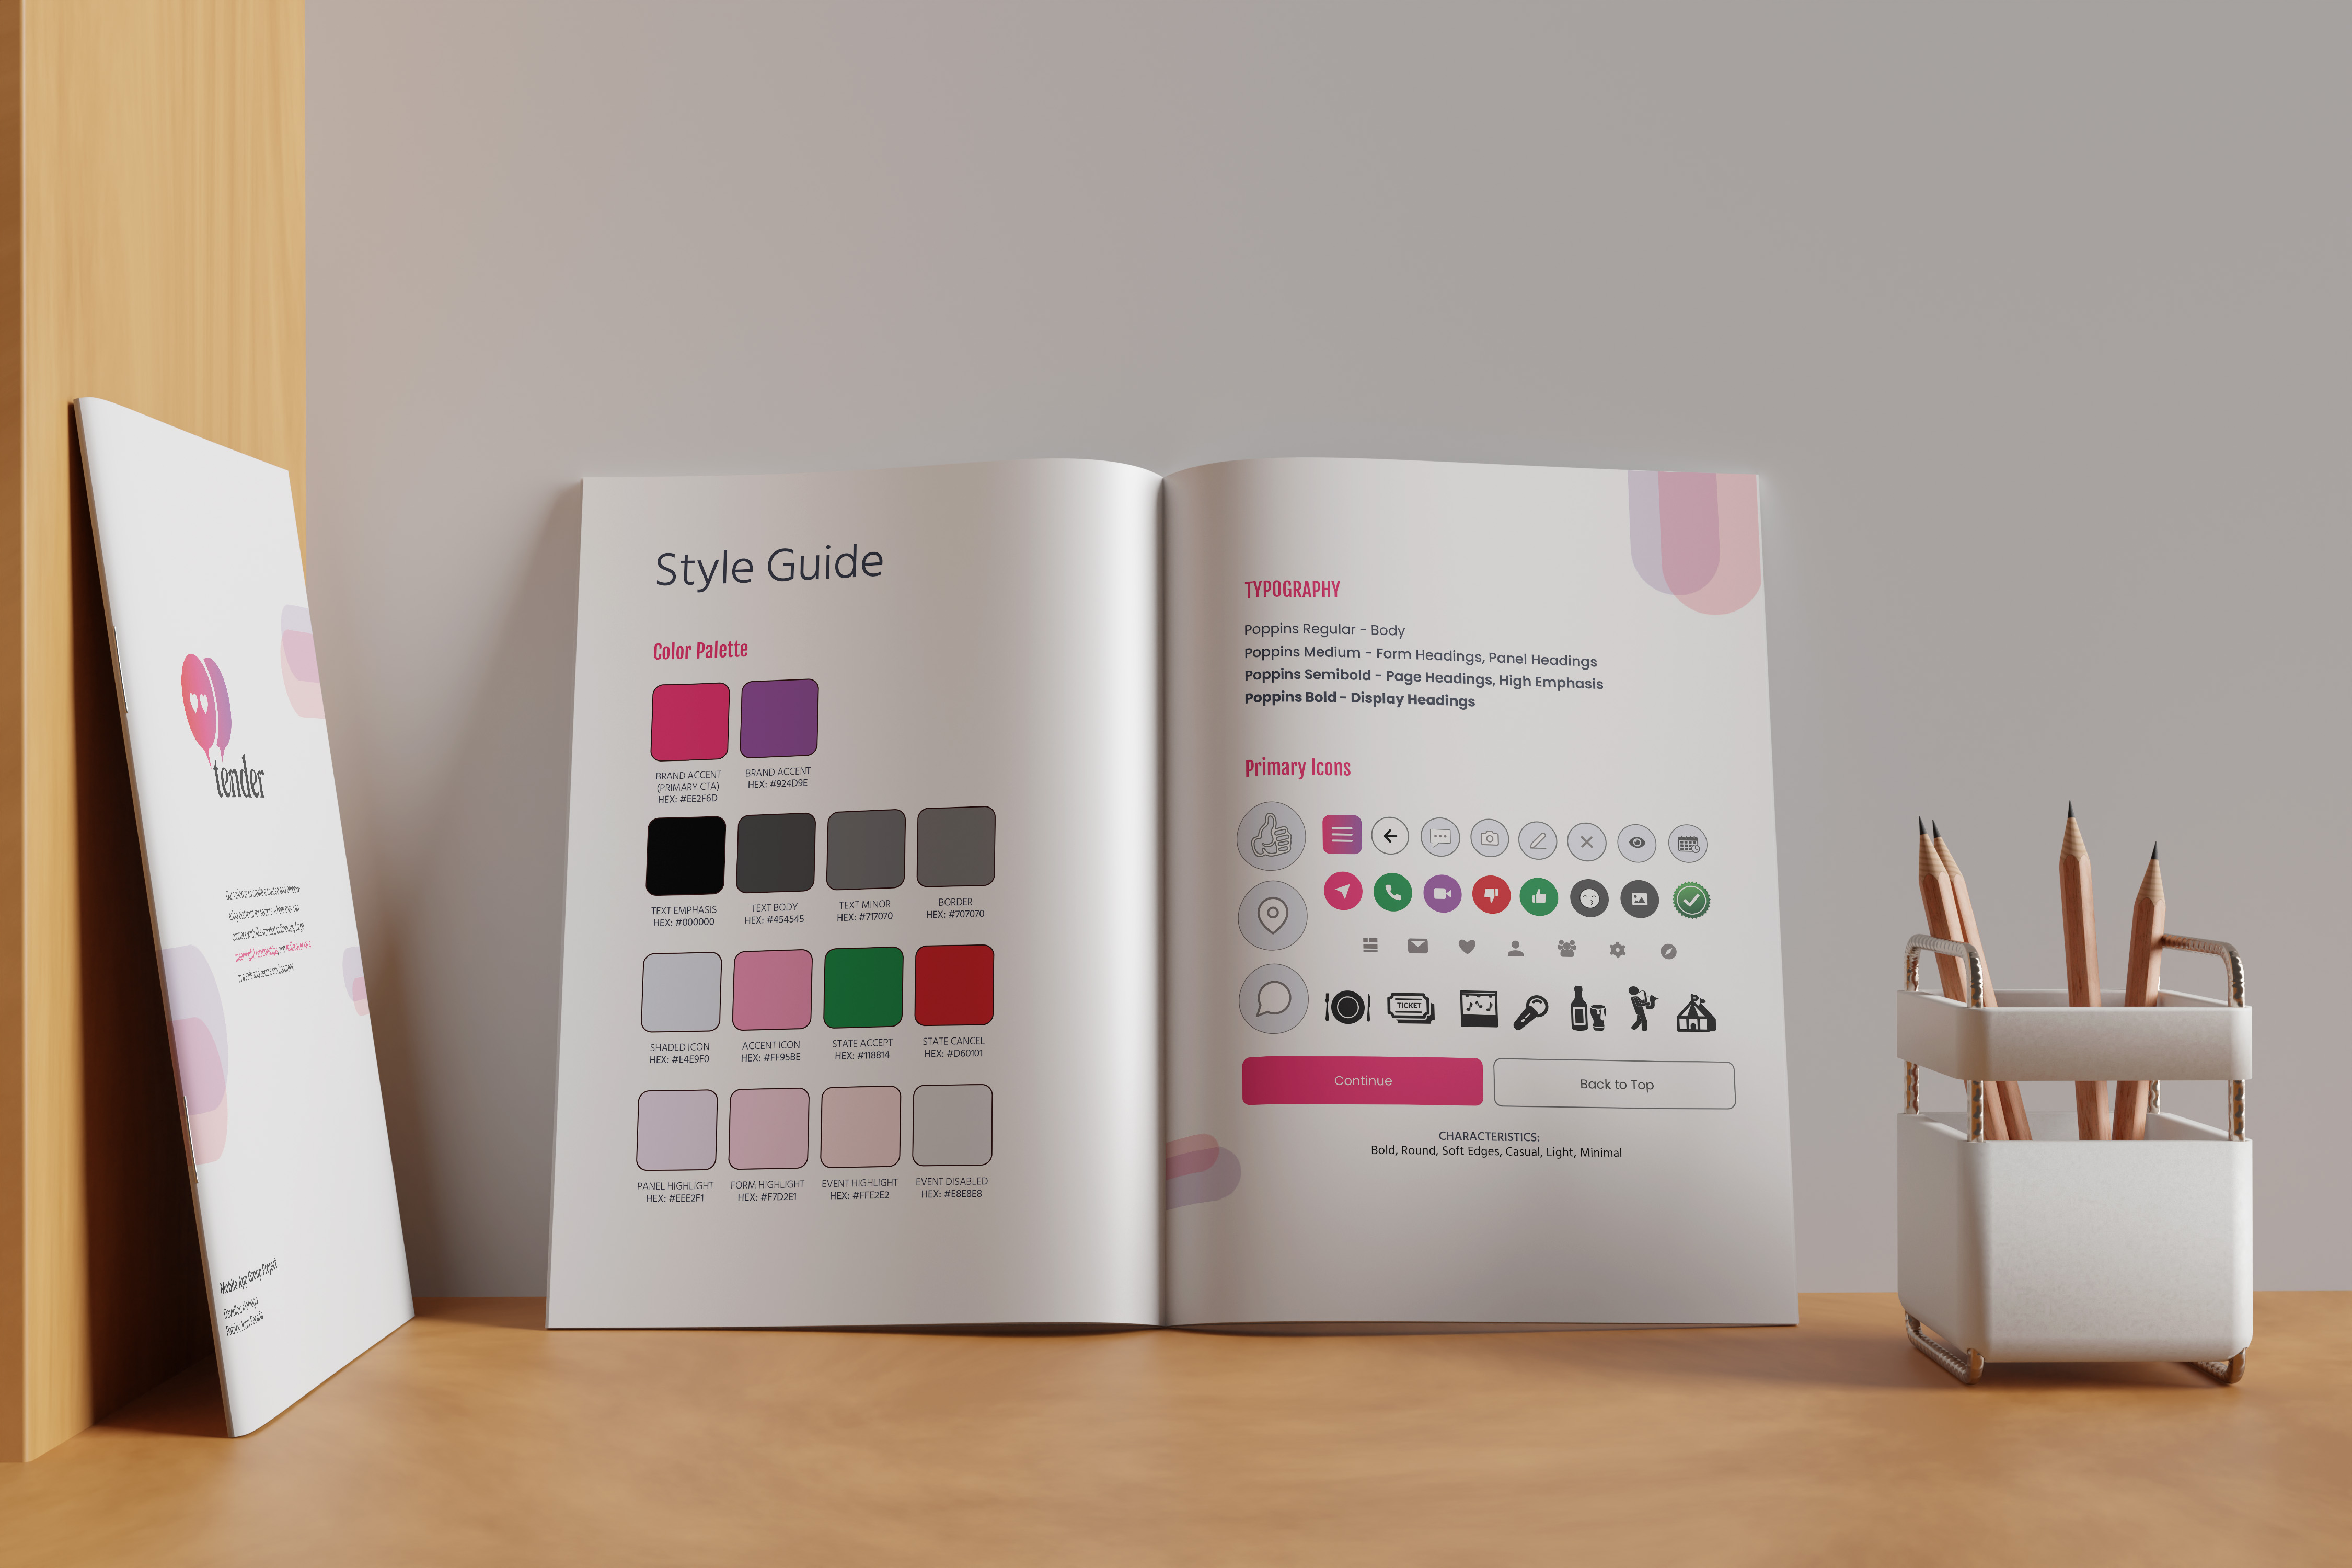 tender
Our vision is to create a trusted and empow-
ering platform for seniors, where they can
connect with like-minded individuals, forge
meaningful relationships, and rediscover love
in a safe and secure environment.
Mobile App Group Project
Patrick John
Style Guide
Color Palette
BRAND ACCENT
(PRIMARY CTA)
HEX: #EE2F6D
BRAND ACCENT
HEX: #924D9E
TEXT EMPHASIS
HEX: #000000
TEXT BODY
HEX: #454545
TEXT MINOR
HEX: #717070
BORDER
HEX: #707070
SHADED ICON
HEX: #E4E9F0
ACCENT ICON
HEX: #FF95BE
STATE ACCEPT
HEX: #118814
STATE CANCEL
HEX: #D60101
PANEL HIGHLIGHT
HEX: #EEE2F1
FORM HIGHLIGHT
HEX: #F7D2E1
EVENT HIGHLIGHT
HEX: #FFE2E2
EVENT DISABLED
HEX: #E8E8E8
TYPOGRAPHY
Poppins Regular - Body
Poppins Medium - Form Headings, Panel Headings
Poppins Semibold - Page Headings, High Emphasis
Poppins Bold - Display Headings
Primary Icons
TICKET
Continue
Back to Top
CHARACTERISTICS:
Bold, Round, Soft Edges, Casual, Light, Minimal